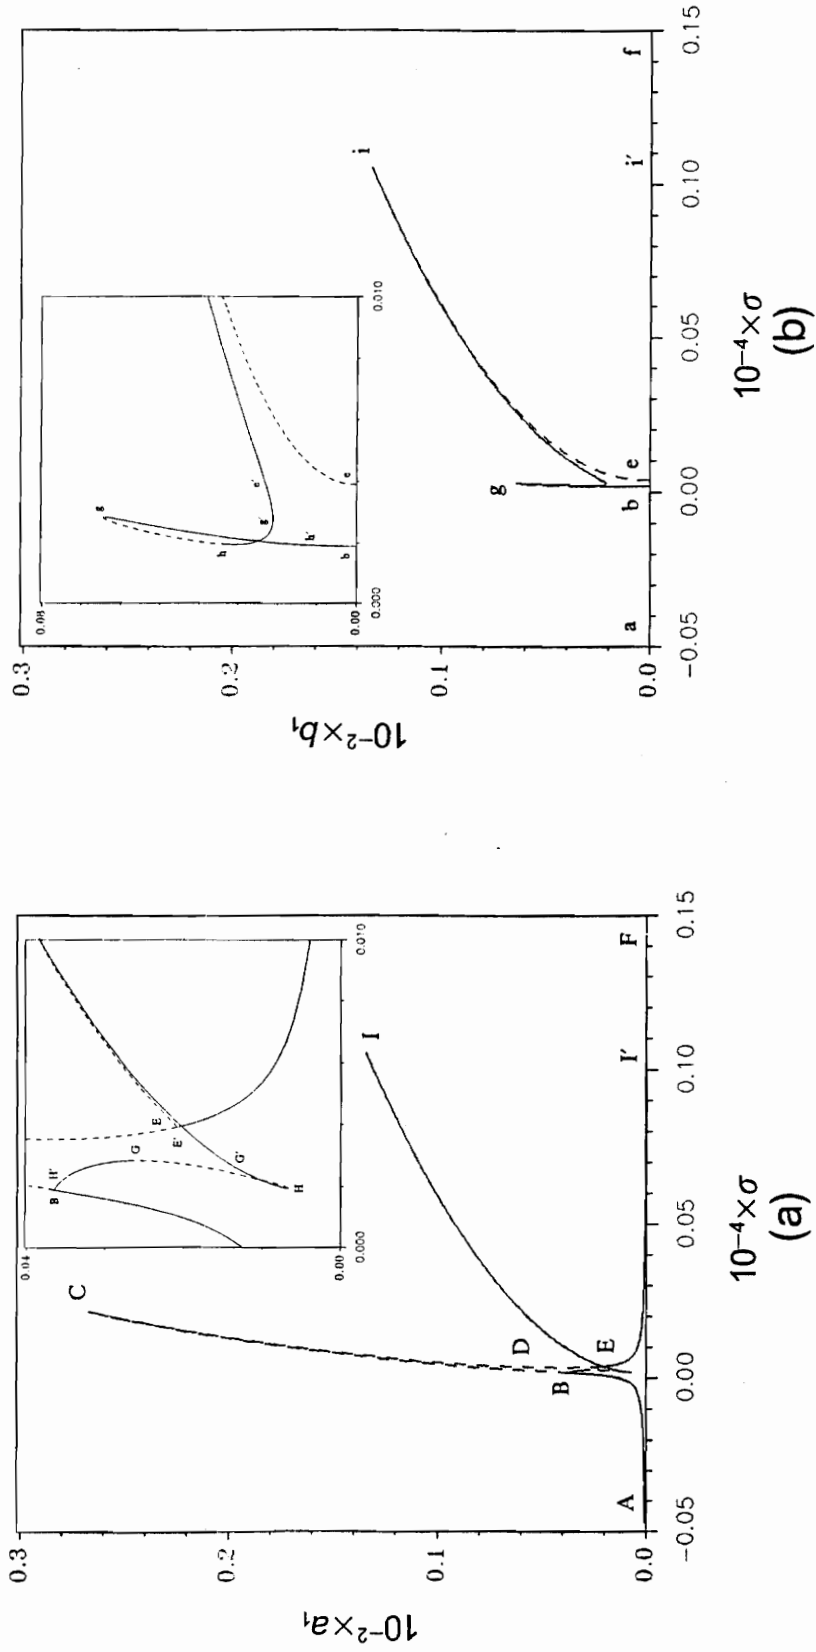 0.3
0.2
0.1
0.0
10⁻²×a₁
−0.05
0.00
0.05
0.10
0.15
10⁻⁴×σ
(a)
A
B
C
D
E
F
I
I′
0.04
0.00
0.000
0.010
B
H′
G
E
E′
G′
H
0.3
0.2
0.1
0.0
10⁻²×b₁
−0.05
0.00
0.05
0.10
0.15
10⁻⁴×σ
(b)
a
b
e
f
g
i
i′
0.08
0.00
0.000
0.010
g
h
g′
e′
h′
b
e